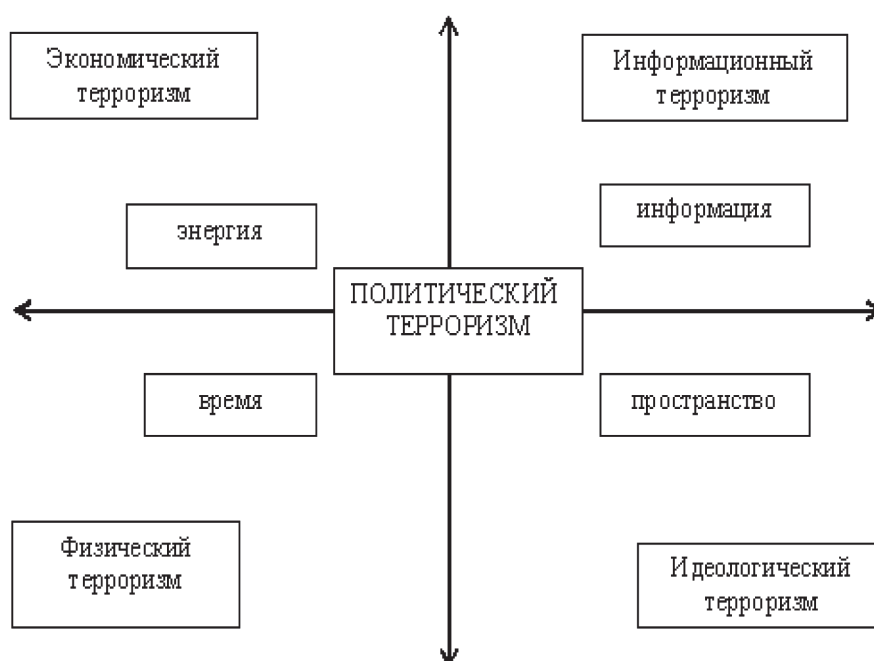 Экономический
терроризм
Информационный
терроризм
энергия
информация
ПОЛИТИЧЕСКИЙ
ТЕРРОРИЗМ
время
пространство
Физический
терроризм
Идеологический
терроризм